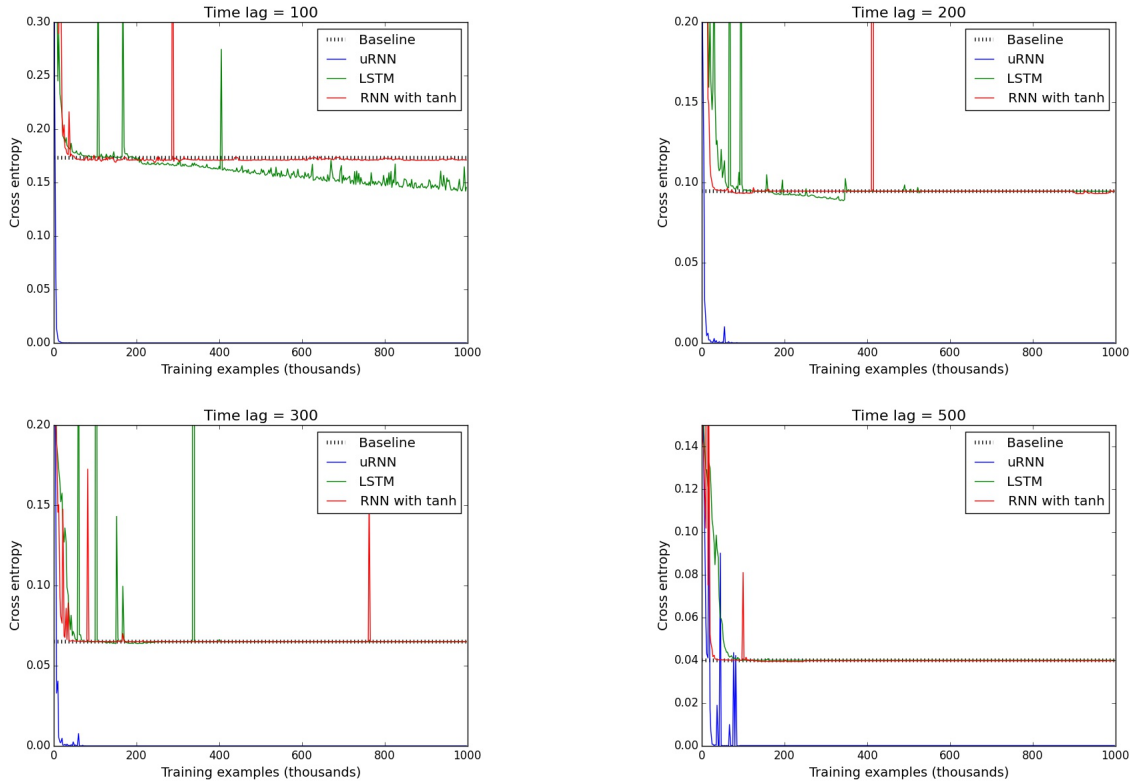 Time lag = 100
Cross entropy
0.30
0.25
0.20
0.15
0.10
0.05
0.00
Baseline
uRNN
LSTM
RNN with tanh
0
200
400
600
800
1000
Training examples (thousands)
Time lag = 200
Cross entropy
0.20
0.15
0.10
0.05
0.00
Baseline
uRNN
LSTM
RNN with tanh
0
200
400
600
800
1000
Training examples (thousands)
Time lag = 300
Cross entropy
0.20
0.15
0.10
0.05
0.00
Baseline
uRNN
LSTM
RNN with tanh
0
200
400
600
800
1000
Training examples (thousands)
Time lag = 500
Cross entropy
0.14
0.12
0.10
0.08
0.06
0.04
0.02
0.00
Baseline
uRNN
LSTM
RNN with tanh
0
200
400
600
800
1000
Training examples (thousands)